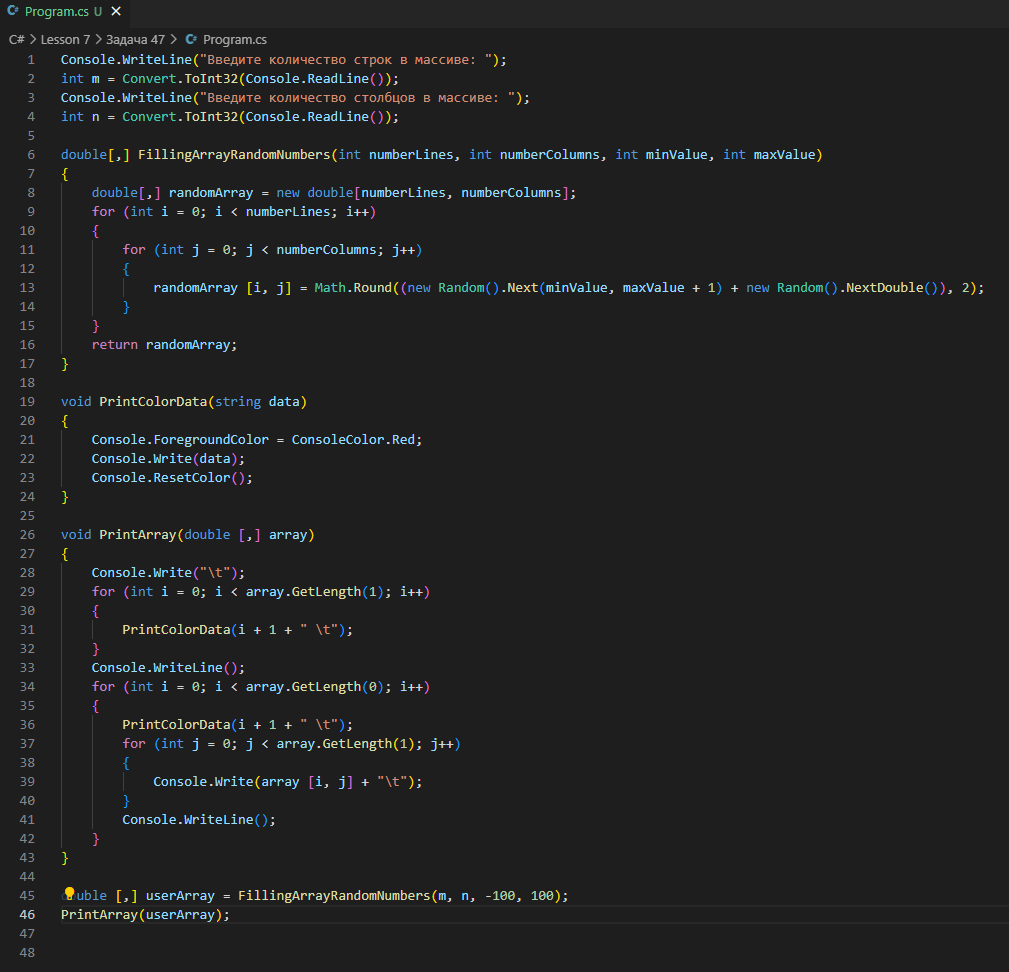 Program.cs U
C# > Lesson 7 > Задача 47 > Program.cs
1 Console.WriteLine("Введите количество строк в массиве: ");
2 int m = Convert.ToInt32(Console.ReadLine());
3 Console.WriteLine("Введите количество столбцов в массиве: ");
4 int n = Convert.ToInt32(Console.ReadLine());
5
6 double[,] FillingArrayRandomNumbers(int numberLines, int numberColumns, int minValue, int maxValue)
7 {
8     double[,] randomArray = new double[numberLines, numberColumns];
9     for (int i = 0; i < numberLines; i++)
10     {
11         for (int j = 0; j < numberColumns; j++)
12         {
13             randomArray [i, j] = Math.Round((new Random().Next(minValue, maxValue + 1) + new Random().NextDouble()), 2);
14         }
15     }
16     return randomArray;
17 }
18
19 void PrintColorData(string data)
20 {
21     Console.ForegroundColor = ConsoleColor.Red;
22     Console.Write(data);
23     Console.ResetColor();
24 }
25
26 void PrintArray(double [,] array)
27 {
28     Console.Write("\t");
29     for (int i = 0; i < array.GetLength(1); i++)
30     {
31         PrintColorData(i + 1 + " \t");
32     }
33     Console.WriteLine();
34     for (int i = 0; i < array.GetLength(0); i++)
35     {
36         PrintColorData(i + 1 + " \t");
37         for (int j = 0; j < array.GetLength(1); j++)
38         {
39             Console.Write(array [i, j] + "\t");
40         }
41         Console.WriteLine();
42     }
43 }
44
45 double [,] userArray = FillingArrayRandomNumbers(m, n, -100, 100);
46 PrintArray(userArray);
47
48